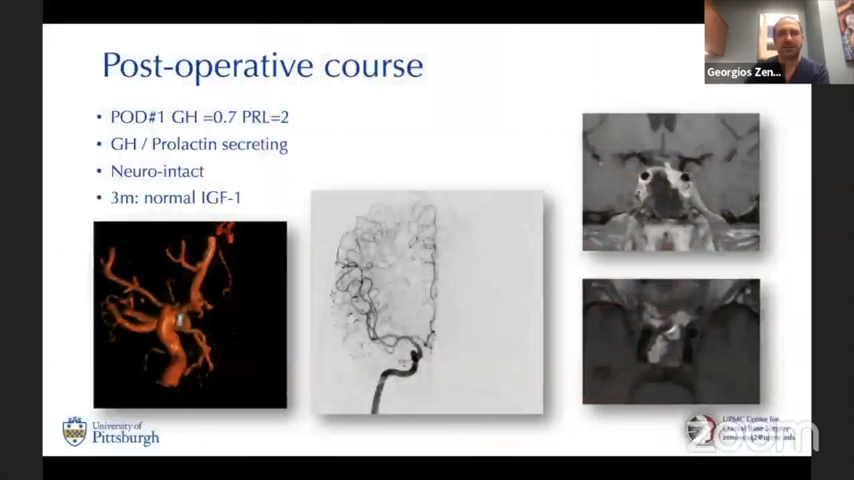 Post-operative course
• POD#1 GH =0.7 PRL=2
• GH / Prolactin secreting
• Neuro-intact
• 3m: normal IGF-1
Georgios Zen...
University of
Pittsburgh
UPMC Center for
Cranial Base Surgery
zoom